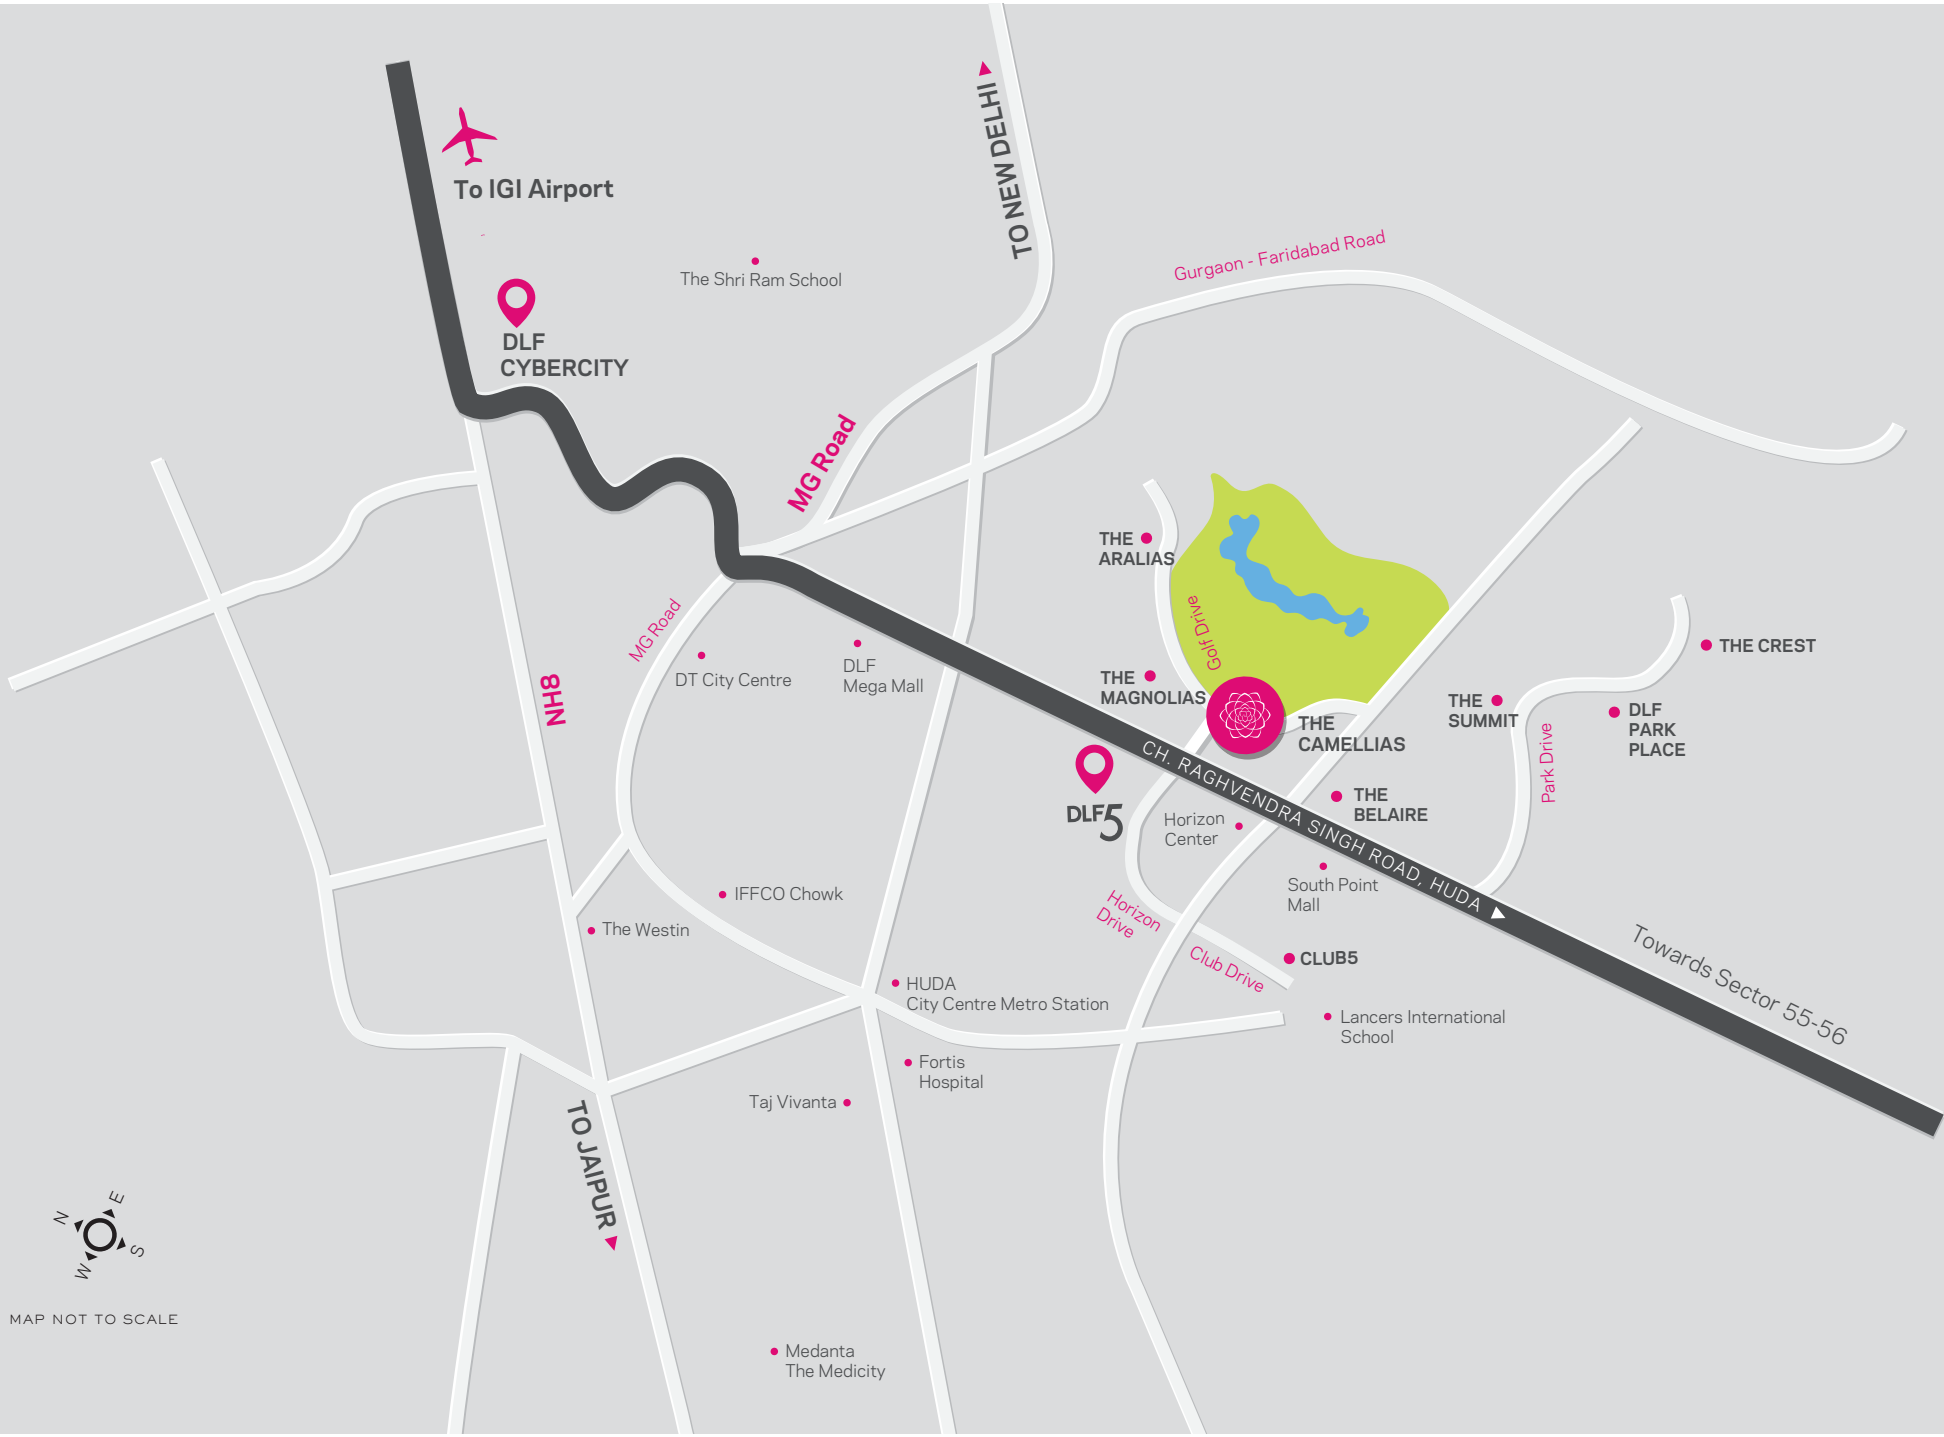 TO NEW DELHI
To IGI Airport
Gurgaon - Faridabad Road
The Shri Ram School
DLF
CYBERCITY
MG Road
THE
ARALIAS
Golf Drive
MG Road
DT City Centre
DLF
Mega Mall
NH8
THE
MAGNOLIAS
THE
CAMELLIAS
THE
SUMMIT
THE CREST
DLF
PARK
PLACE
Park Drive
CH. RAGHVENDRA SINGH ROAD, HUDA
DLF5
Horizon
Center
THE
BELAIRE
South Point
Mall
IFFCO Chowk
The Westin
Horizon
Drive
Club Drive
CLUB5
Towards Sector 55-56
HUDA
City Centre Metro Station
Lancers International
School
Fortis
Hospital
Taj Vivanta
TO JAIPUR
N
E
S
W
MAP NOT TO SCALE
Medanta
The Medicity